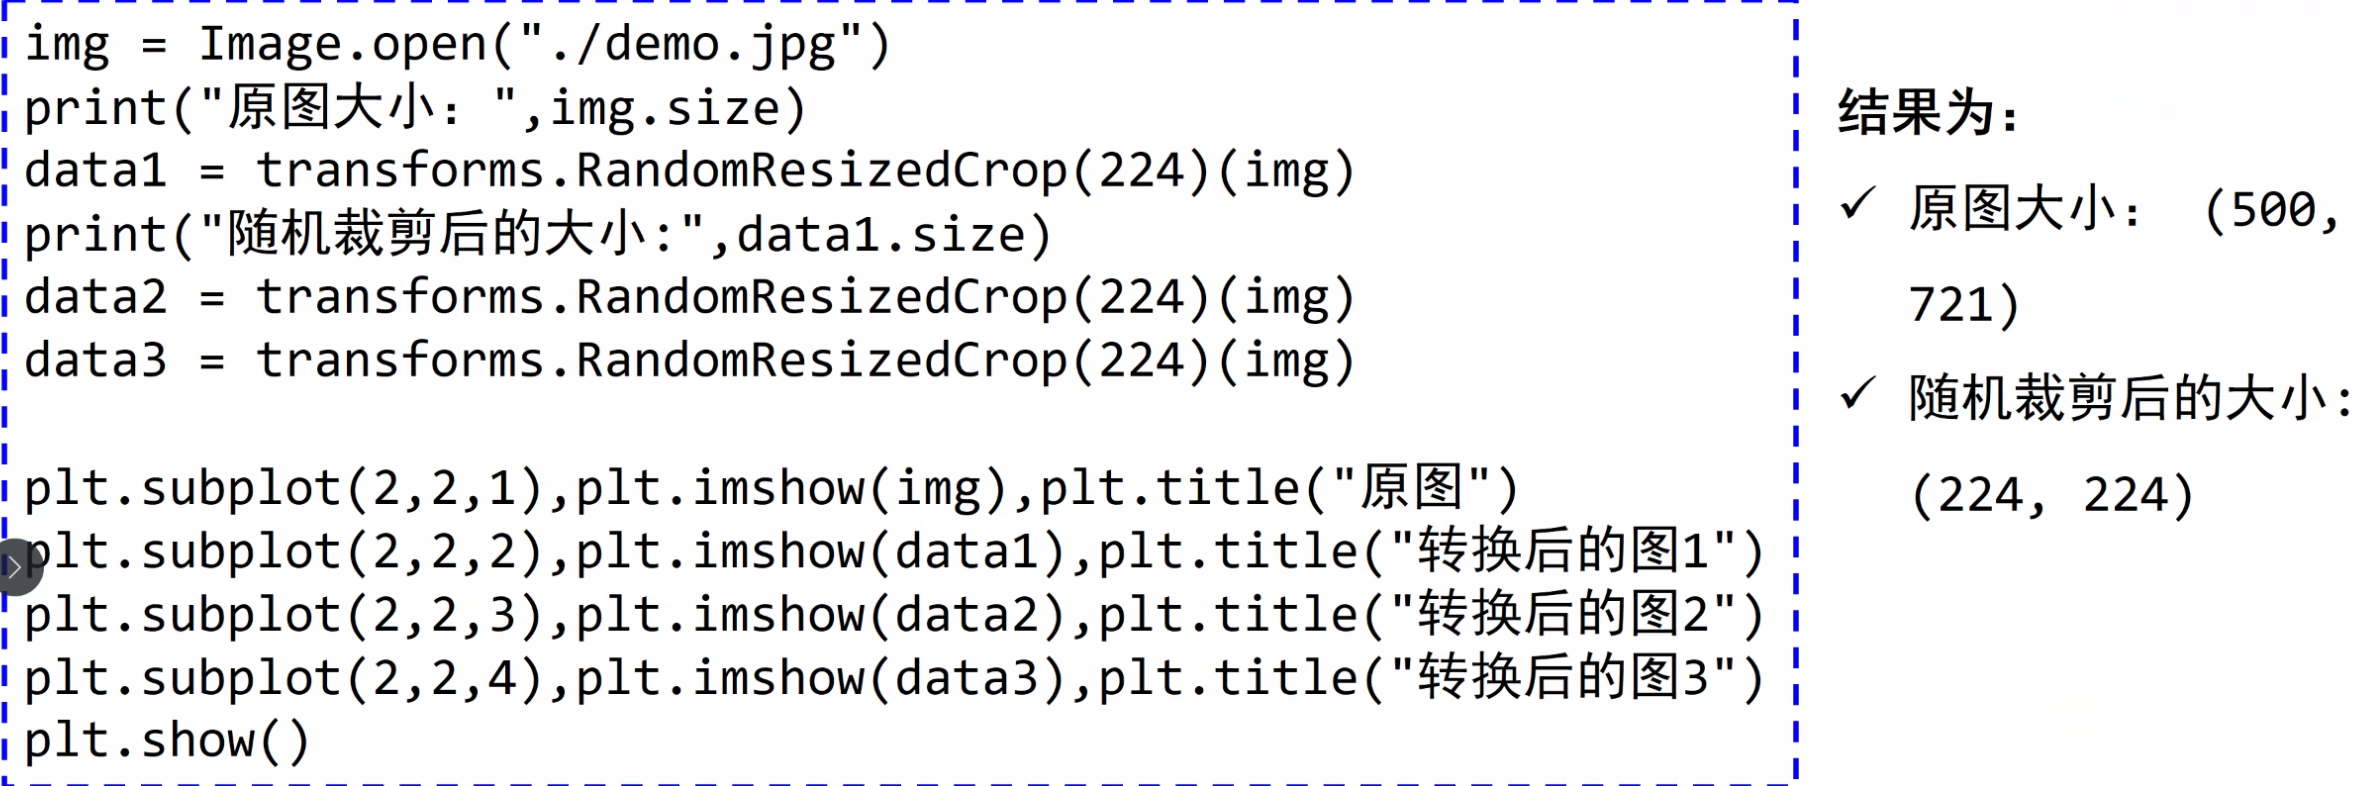 img = Image.open("./demo.jpg")
print("原图大小：",img.size)
data1 = transforms.RandomResizedCrop(224)(img)
print("随机裁剪后的大小:",data1.size)
data2 = transforms.RandomResizedCrop(224)(img)
data3 = transforms.RandomResizedCrop(224)(img)
plt.subplot(2,2,1),plt.imshow(img),plt.title("原图")
plt.subplot(2,2,2),plt.imshow(data1),plt.title("转换后的图1")
plt.subplot(2,2,3),plt.imshow(data2),plt.title("转换后的图2")
plt.subplot(2,2,4),plt.imshow(data3),plt.title("转换后的图3")
plt.show()
结果为：
✓ 原图大小： (500,
721)
✓ 随机裁剪后的大小:
(224, 224)